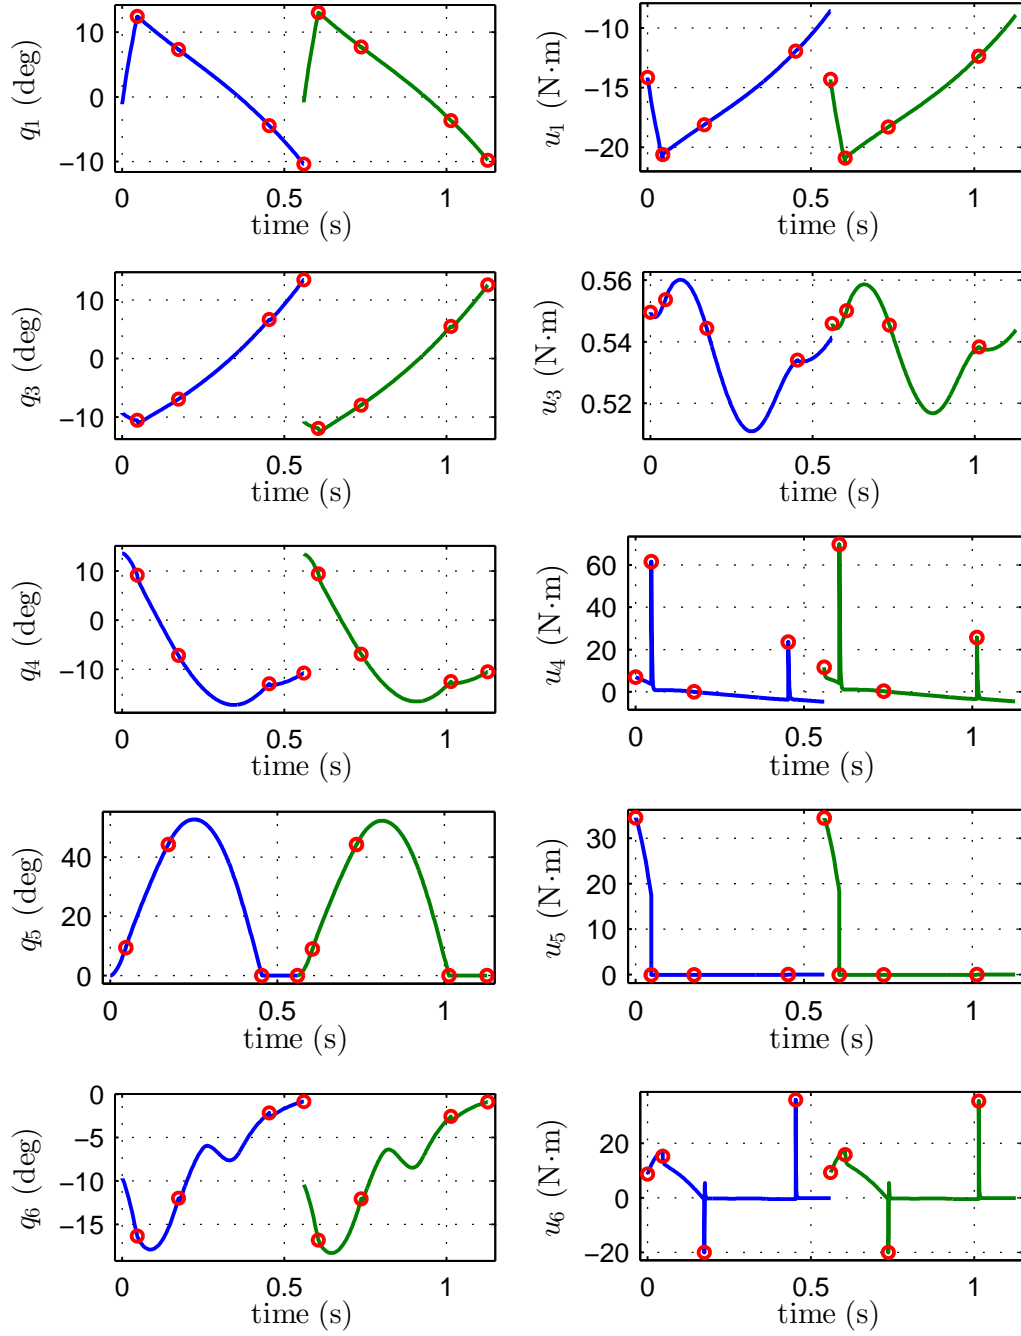 q1 (deg)
10
0
−10
0 0.5 1
time (s)
u1 (N·m)
−10
−15
−20
0 0.5 1
time (s)
q3 (deg)
10
0
−10
0 0.5 1
time (s)
u3 (N·m)
0.56
0.54
0.52
0 0.5 1
time (s)
q4 (deg)
10
0
−10
0 0.5 1
time (s)
u4 (N·m)
60
40
20
0
0 0.5 1
time (s)
q5 (deg)
40
20
0
0 0.5 1
time (s)
u5 (N·m)
30
20
10
0
0 0.5 1
time (s)
q6 (deg)
0
−5
−10
−15
0 0.5 1
time (s)
u6 (N·m)
20
0
−20
0 0.5 1
time (s)